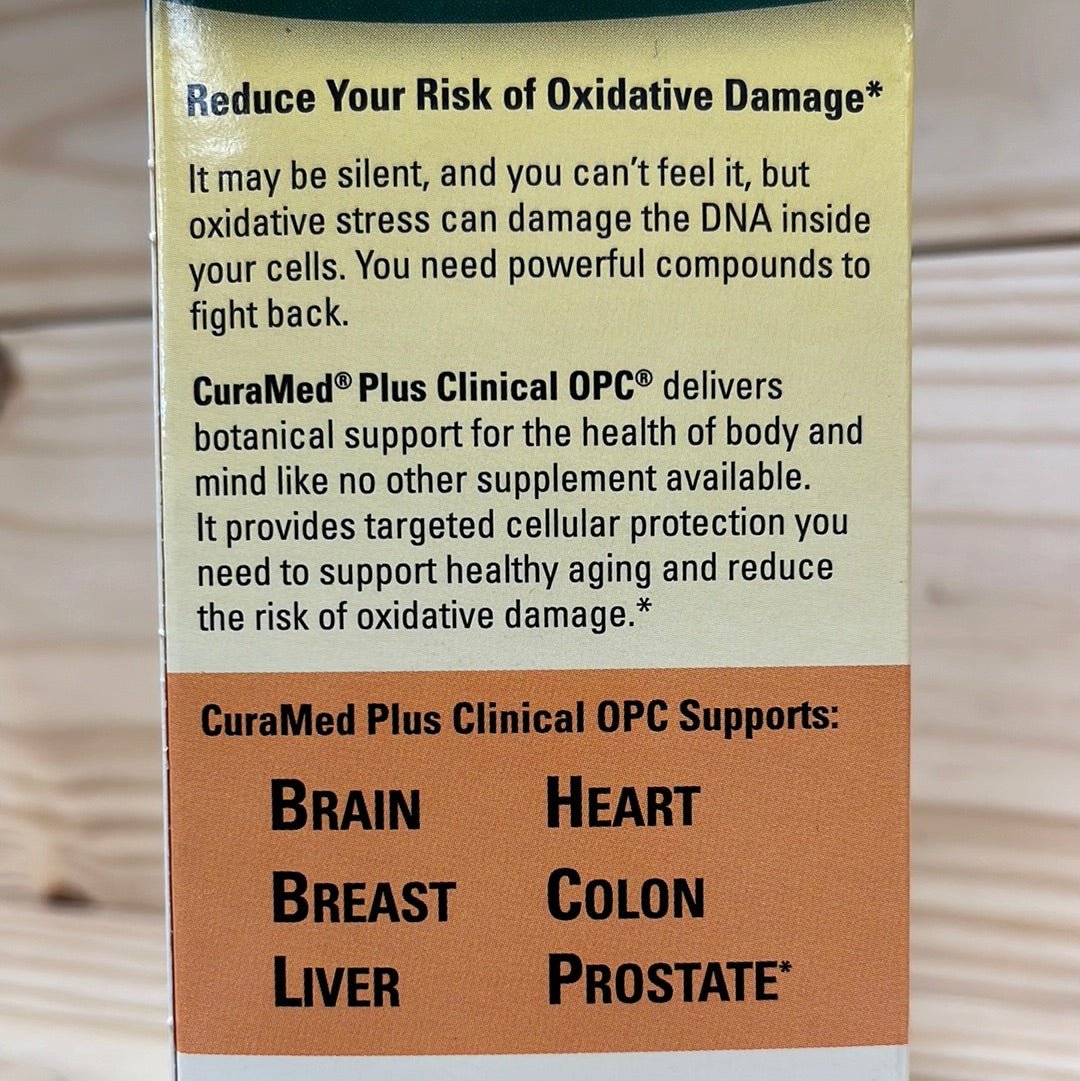 Reduce Your Risk of Oxidative Damage*
It may be silent, and you can't feel it, but
oxidative stress can damage the DNA inside
your cells. You need powerful compounds to
fight back.
CuraMed® Plus Clinical OPC® delivers
botanical support for the health of body and
mind like no other supplement available.
It provides targeted cellular protection you
need to support healthy aging and reduce
the risk of oxidative damage.*
CuraMed Plus Clinical OPC Supports:
BRAIN HEART
BREAST COLON
LIVER PROSTATE*